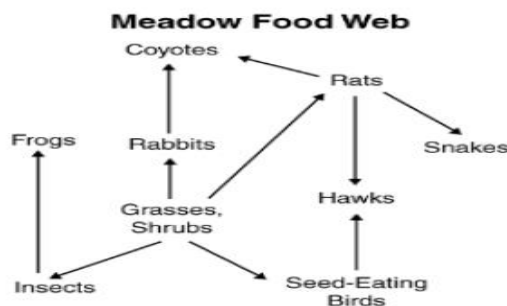 Meadow Food Web
Coyotes
Rats
Frogs
Rabbits
Snakes
Grasses,
Shrubs
Hawks
Insects
Seed-Eating
Birds